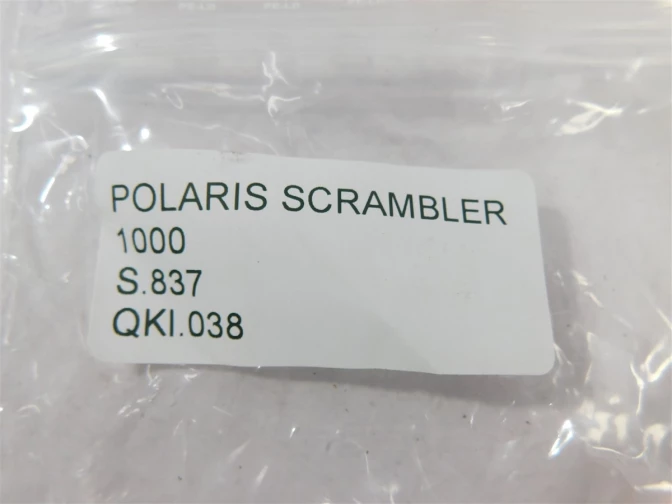 POLARIS SCRAMBLER
1000
S.837
QKI.038